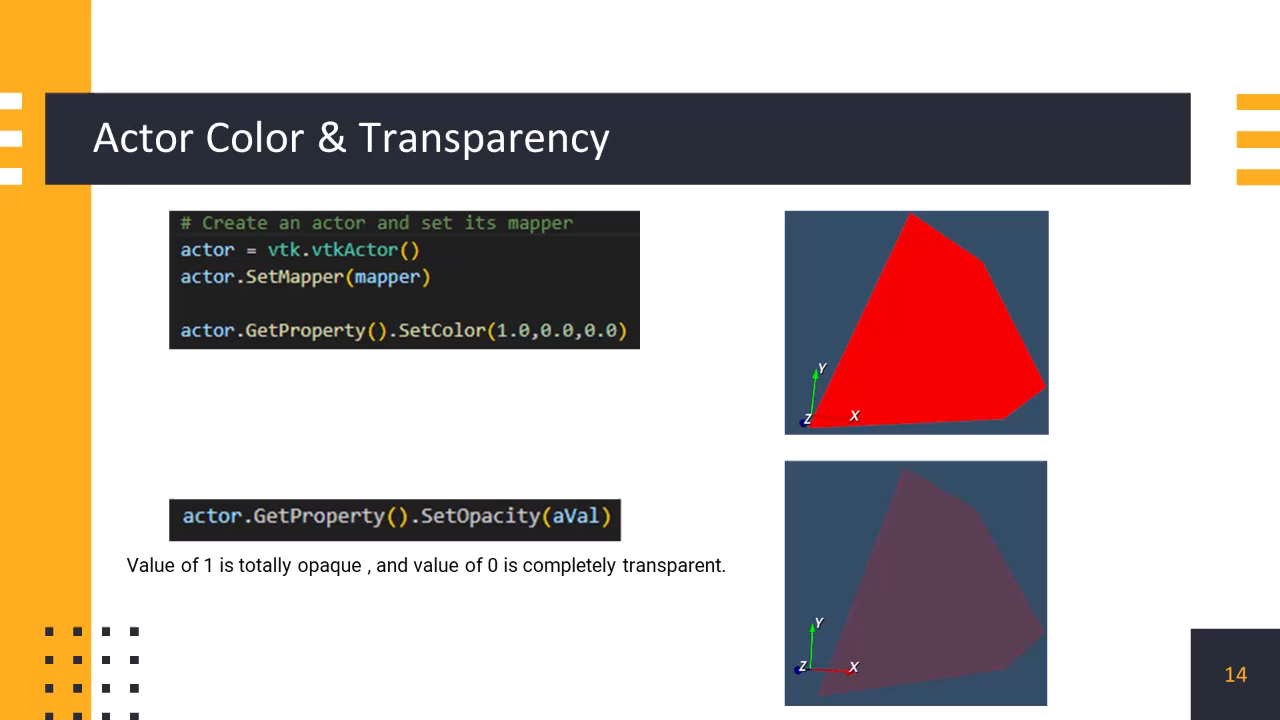 Actor Color & Transparency
# Create an actor and set its mapper
actor = vtk.vtkActor()
actor.SetMapper(mapper)
actor.GetProperty().SetColor(1.0,0.0,0.0)
Y
Z
X
actor.GetProperty().SetOpacity(aVal)
Value of 1 is totally opaque , and value of 0 is completely transparent.
Y
Z
X
14